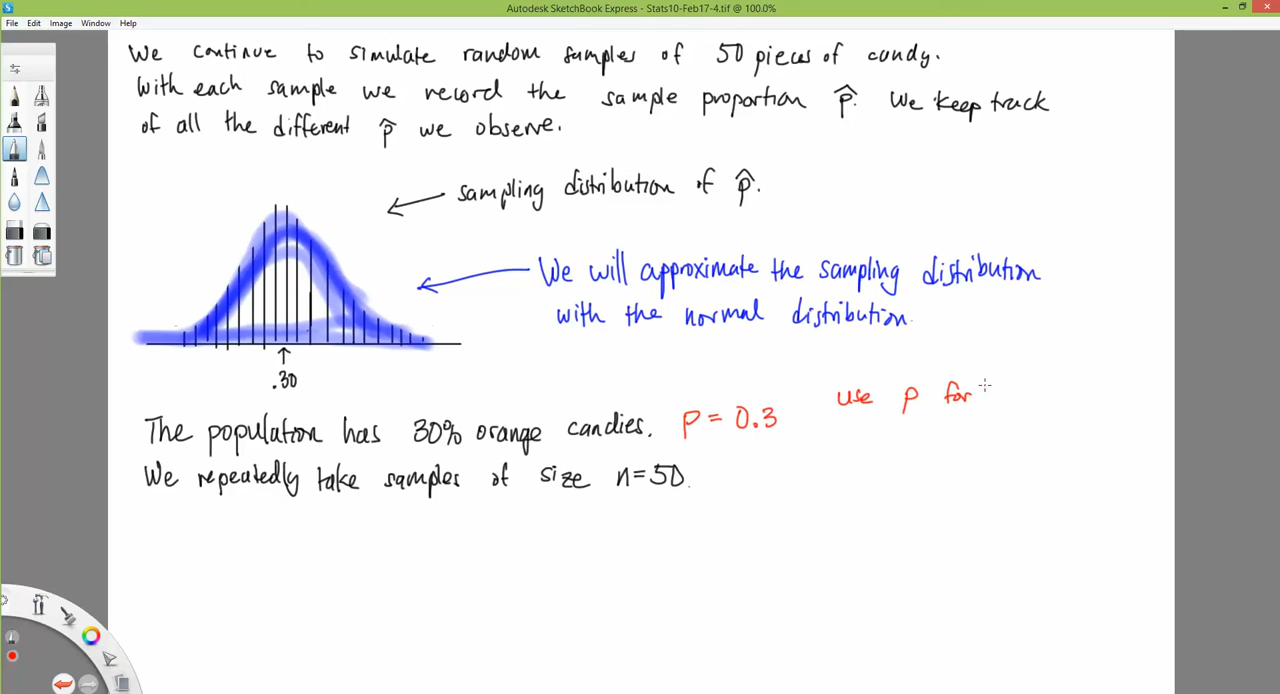 Autodesk SketchBook Express - Stats10-Feb17-4.tif @ 100.0%
File Edit Image Window Help
We continue to simulate random samples of 50 pieces of candy.
With each sample we record the sample proportion p̂. We keep track
of all the different p̂ we observe.
sampling distribution of p̂.
We will approximate the sampling distribution
with the normal distribution.
.30
use p for
The population has 30% orange candies. p = 0.3
We repeatedly take samples of size n=50.